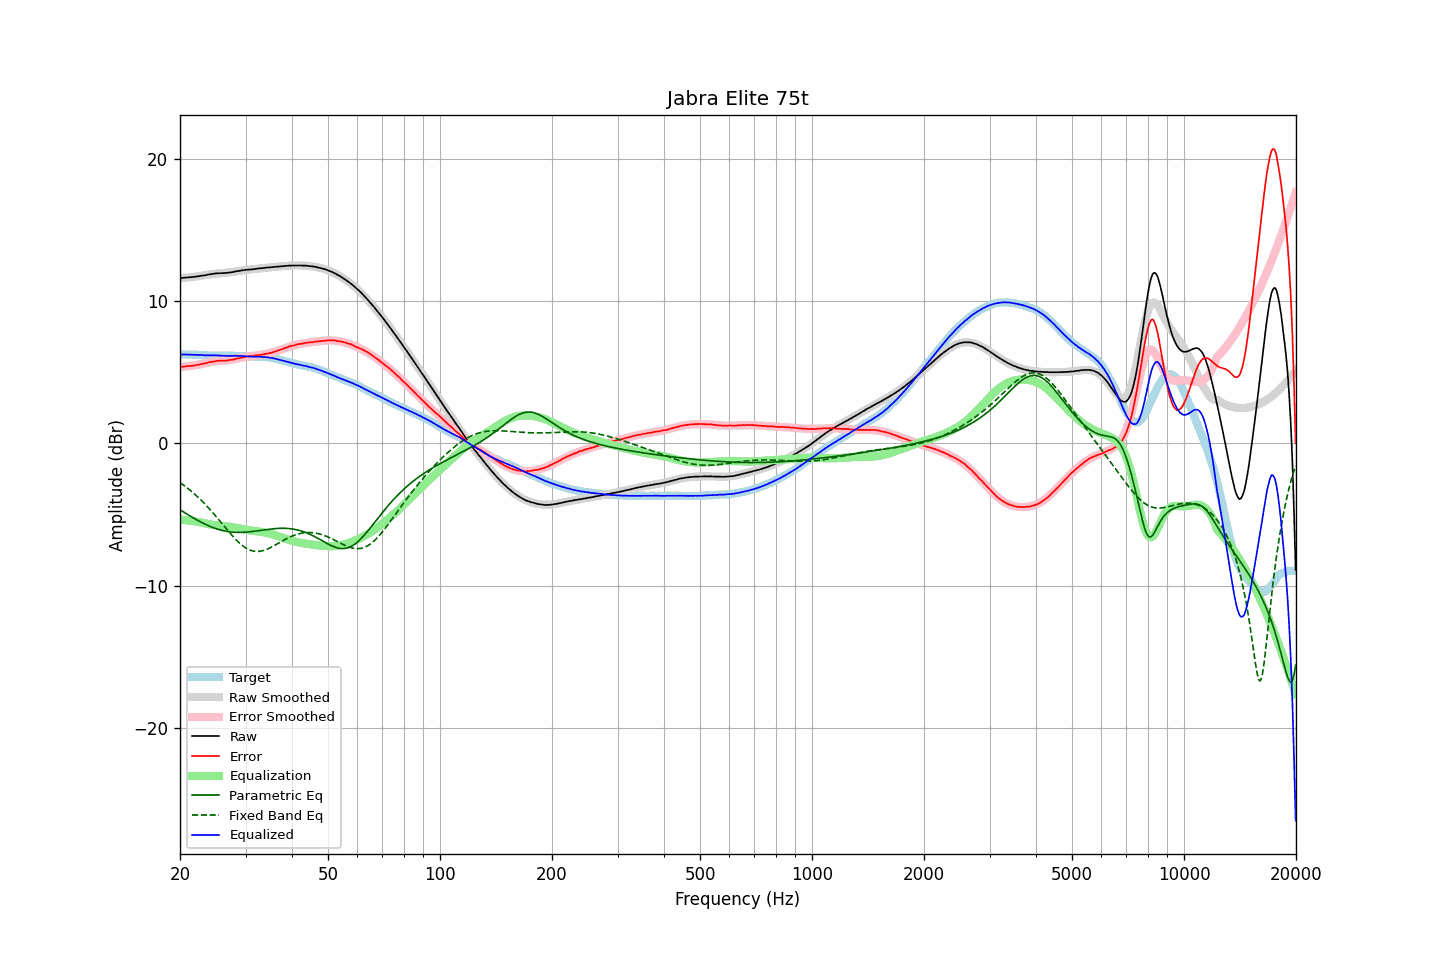 Jabra Elite 75t
Amplitude (dBr)
20
10
0
−10
−20
Target
Raw Smoothed
Error Smoothed
Raw
Error
Equalization
Parametric Eq
Fixed Band Eq
Equalized
20 50 100 200 500 1000 2000 5000 10000 20000
Frequency (Hz)